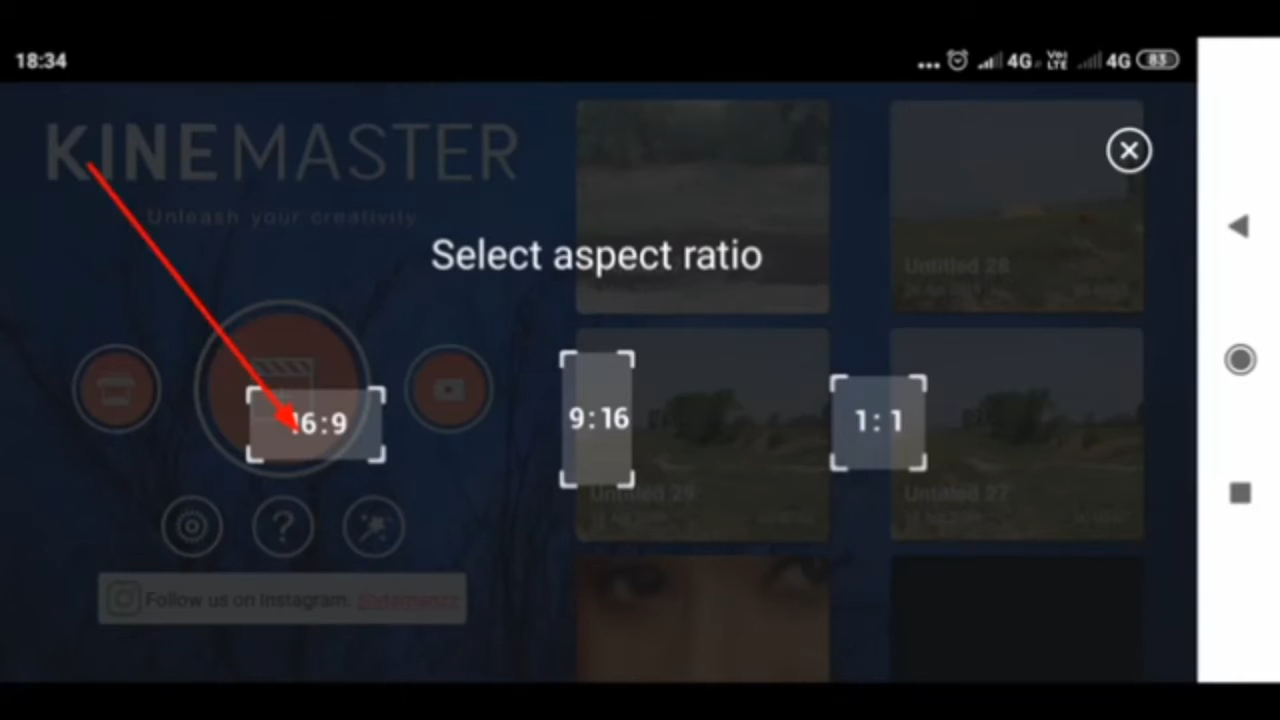 18:34
4G VoLTE 4G 83
KINEMASTER
Unleash your creativity
Select aspect ratio
Untitled 28
16:9
9:16
1:1
Untitled 29
Untitled 27
Follow us on Instagram.